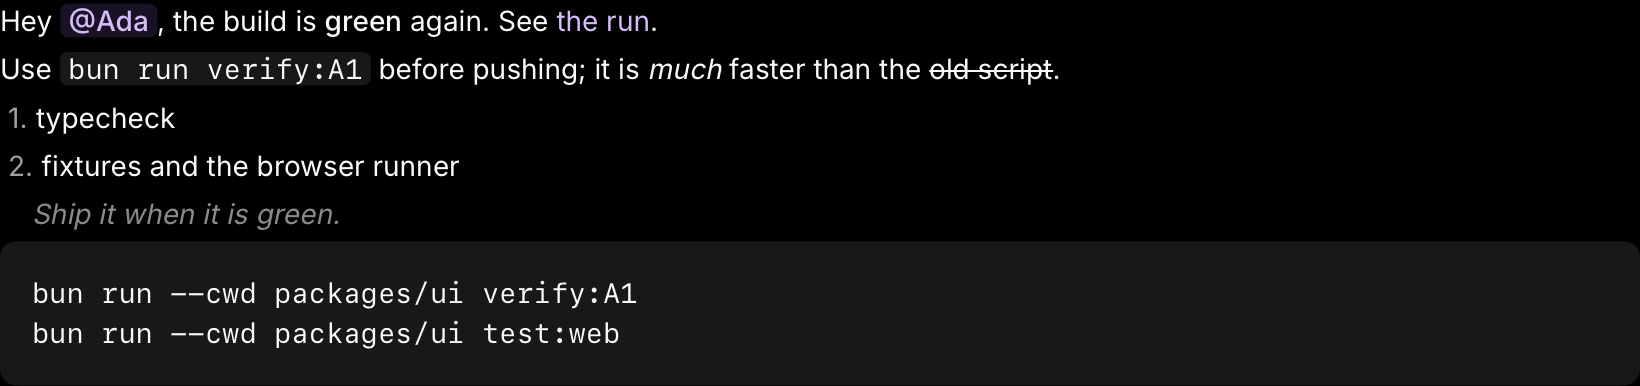 Hey @Ada, the build is green again. See the run.
Use bun run verify:A1 before pushing; it is much faster than the old script.
1. typecheck
2. fixtures and the browser runner
Ship it when it is green.
bun run --cwd packages/ui verify:A1
bun run --cwd packages/ui test:web